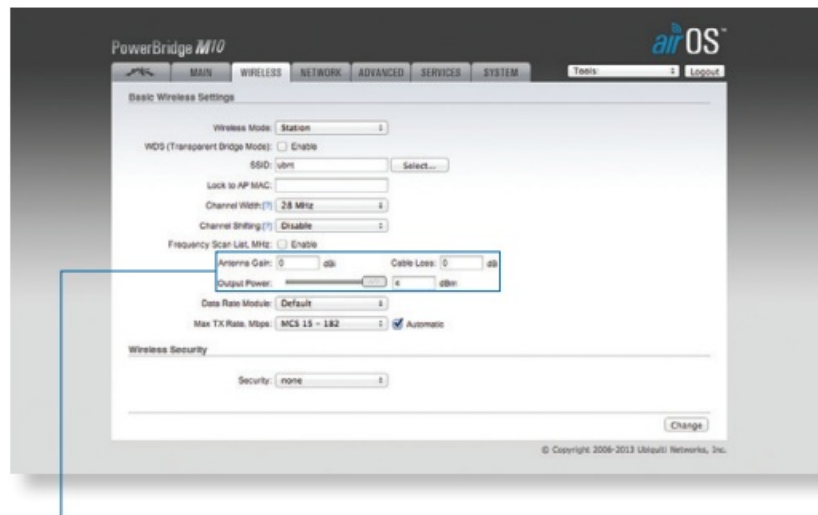 PowerBridge M10
airOS™
MAIN WIRELESS NETWORK ADVANCED SERVICES SYSTEM Tools: Logout
Basic Wireless Settings
Wireless Mode: Station
WDS (Transparent Bridge Mode): Enable
SSID: ubnt Select...
Lock to AP MAC:
Channel Width:[?] 28 MHz
Channel Shifting:[?] Disable
Frequency Scan List, MHz: Enable
Antenna Gain: 0 dBi Cable Loss: 0 dB
Output Power: 4 dBm
Data Rate Module: Default
Max TX Rate, Mbps: MCS 15 - 182 Automatic
Wireless Security
Security: none
Change
© Copyright 2006-2013 Ubiquiti Networks, Inc.